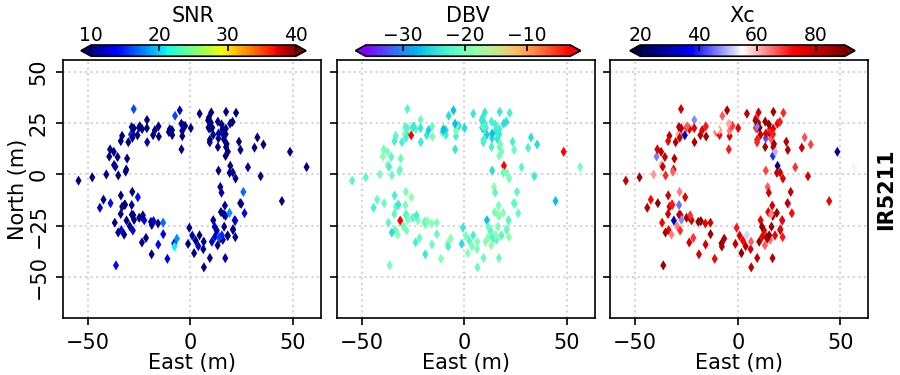 SNR DBV Xc
10 20 30 40 −30 −20 −10 20 40 60 80
50
25
0
−25
−50
North (m)
−50 0 50 −50 0 50 −50 0 50
East (m) East (m) East (m)
IR5211